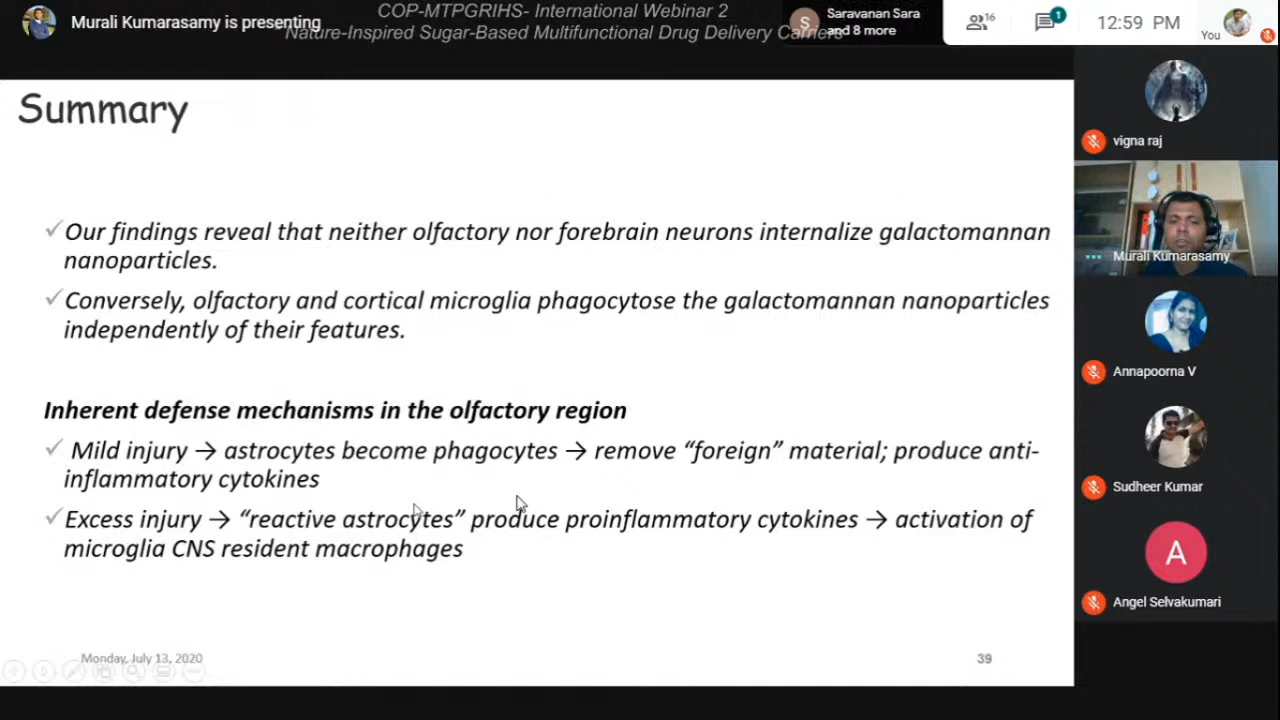 COP-MTPGRIHS- International Webinar 2
Murali Kumarasamy is presenting
Nature-Inspired Sugar-Based Multifunctional Drug Delivery Carriers
S
Saravanan Sara
and 8 more
16
1
12:59 PM
You
Summary
✓Our findings reveal that neither olfactory nor forebrain neurons internalize galactomannan
nanoparticles.
✓Conversely, olfactory and cortical microglia phagocytose the galactomannan nanoparticles
independently of their features.
Inherent defense mechanisms in the olfactory region
✓ Mild injury → astrocytes become phagocytes → remove “foreign” material; produce anti-
inflammatory cytokines
✓Excess injury → “reactive astrocytes” produce proinflammatory cytokines → activation of
microglia CNS resident macrophages
Monday, July 13, 2020
39
vigna raj
Murali Kumarasamy
Annapoorna V
Sudheer Kumar
A
Angel Selvakumari